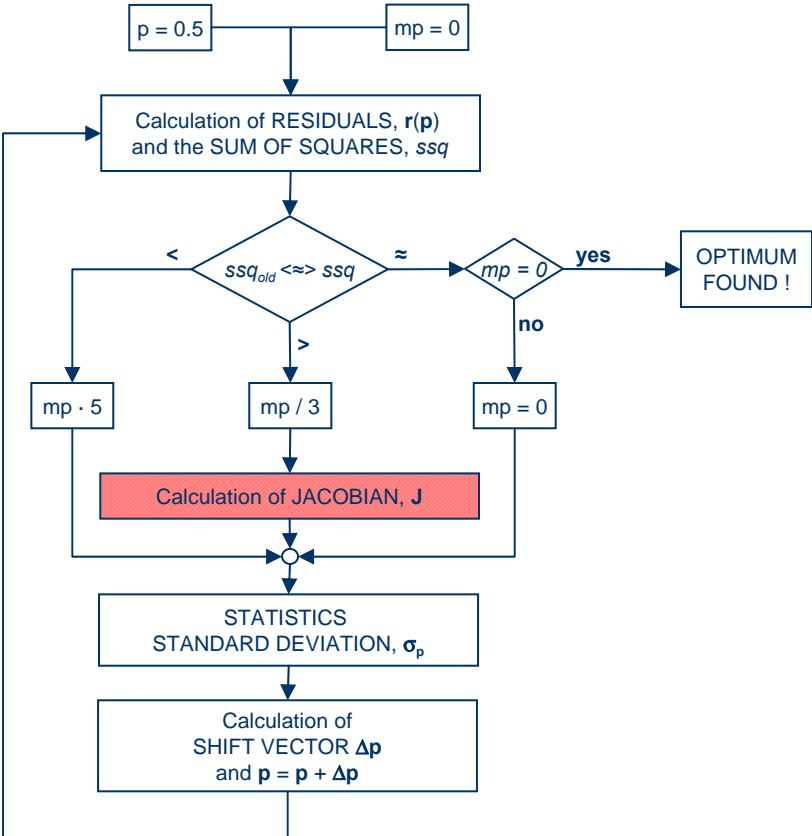 p = 0.5
mp = 0
Calculation of RESIDUALS, r(p)
and the SUM OF SQUARES, ssq
<
ssqold <≈> ssq
≈
mp = 0
yes
OPTIMUM
FOUND !
no
>
mp · 5
mp / 3
mp = 0
Calculation of JACOBIAN, J
STATISTICS
STANDARD DEVIATION, σp
Calculation of
SHIFT VECTOR Δp
and p = p + Δp